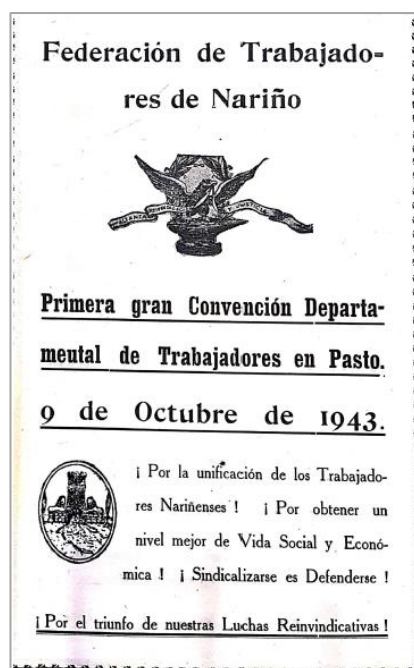 Federación de Trabajado-
res de Nariño
Y JUSTICIA
Primera gran Convención Departa-
mental de Trabajadores en Pasto.
9 de Octubre de 1943.
¡ Por la unificación de los Trabajado-
res Nariñenses ! ¡ Por obtener un
nivel mejor de Vida Social y Econó-
mica ! ¡ Sindicalizarse es Defenderse !
¡ Por el triunfo de nuestras Luchas Reinvindicativas !